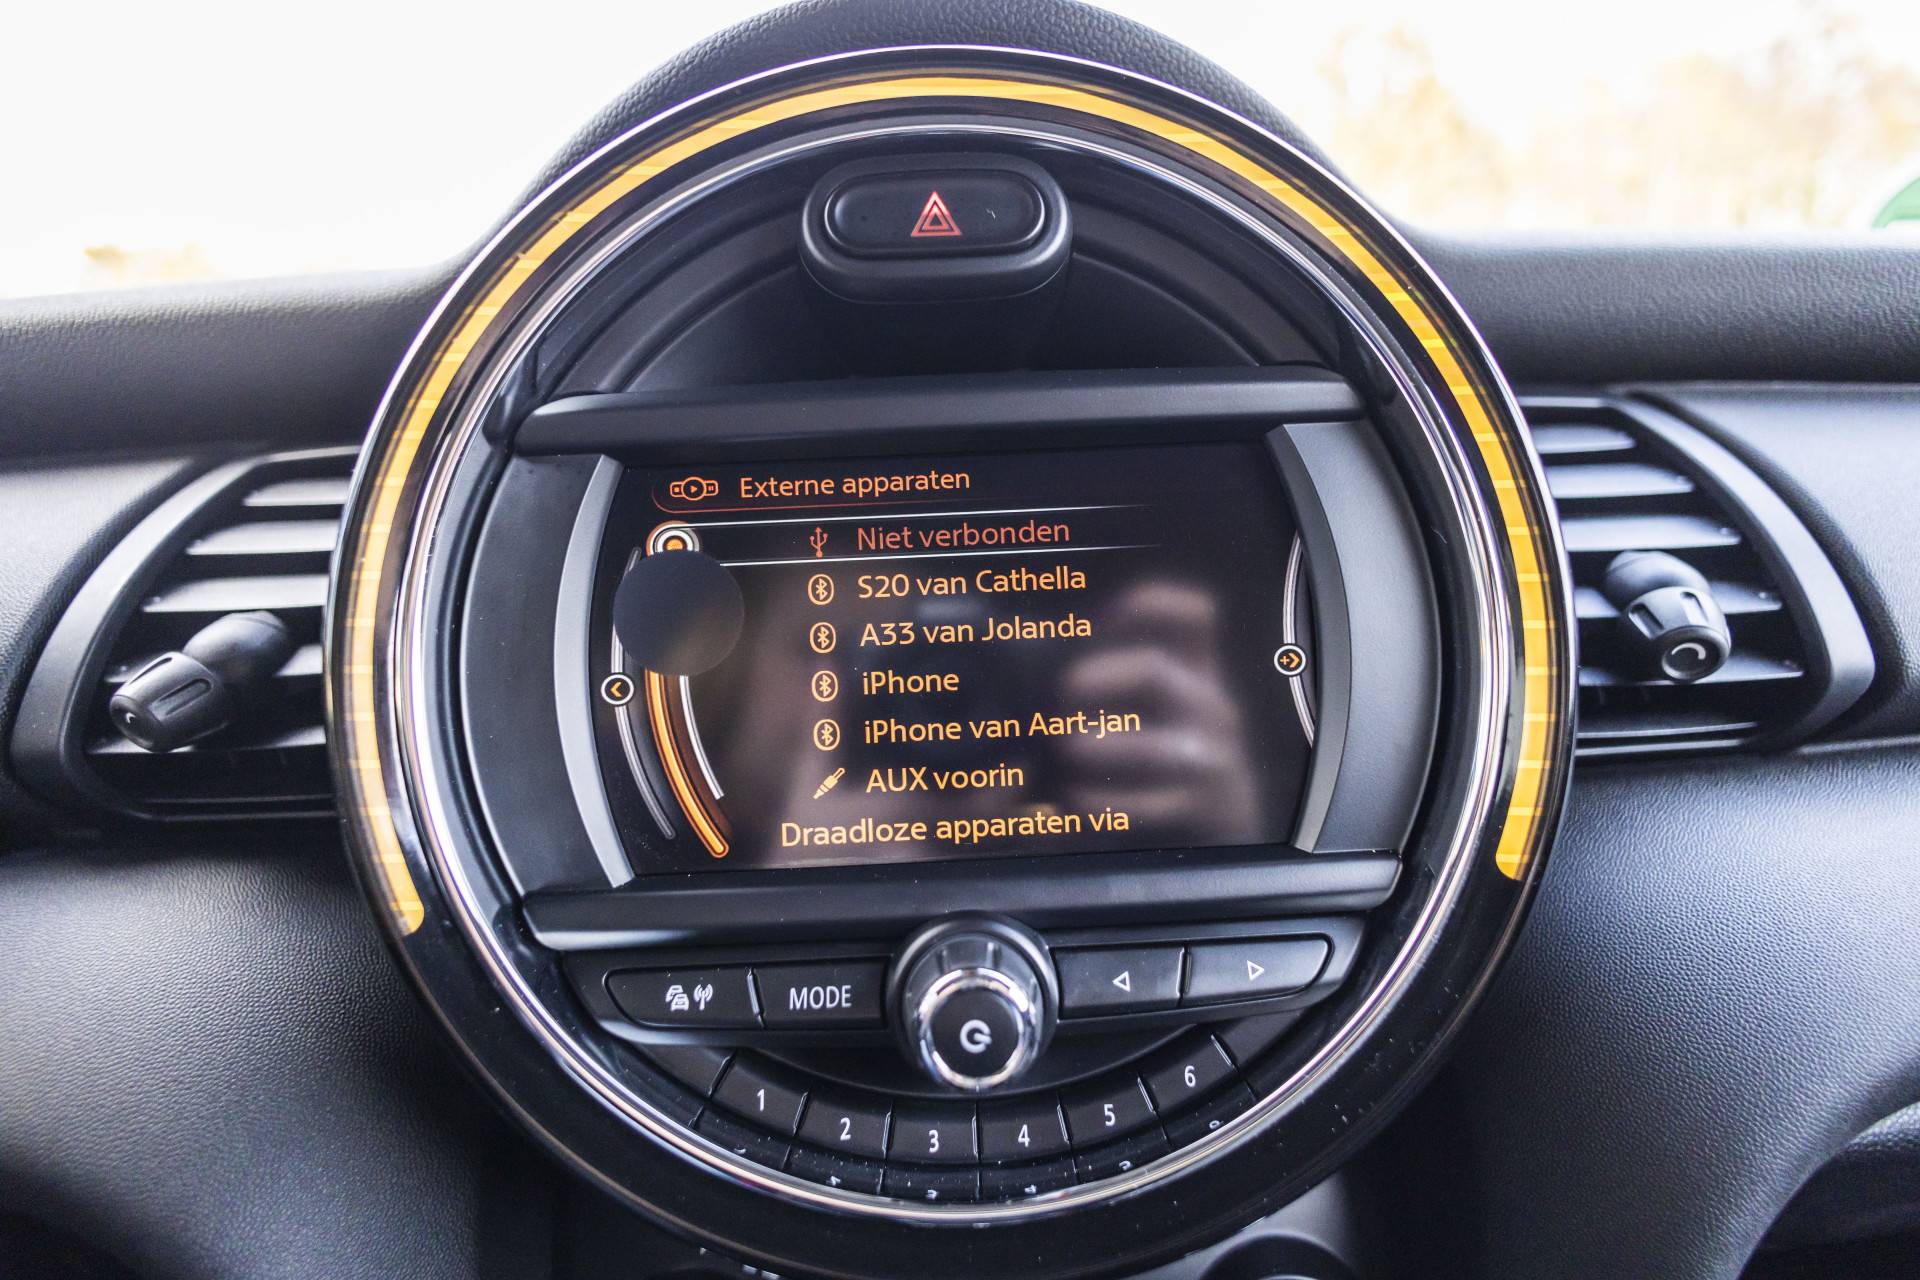 Externe apparaten
Niet verbonden
S20 van Cathella
A33 van Jolanda
iPhone
iPhone van Aart-jan
AUX voorin
Draadloze apparaten via
MODE
1 2 3 4 5 6